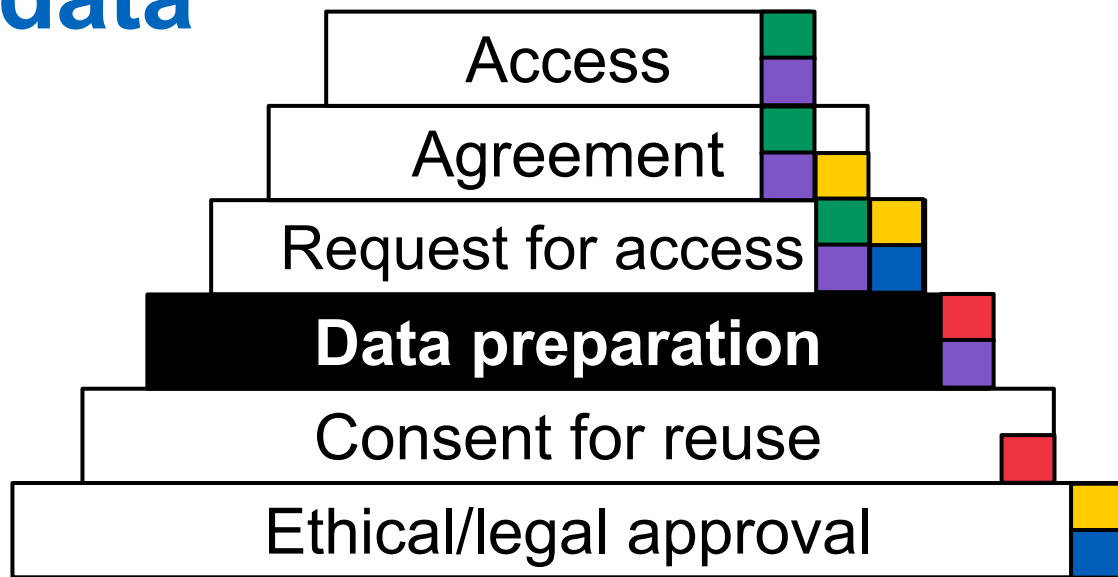 data
Access
Agreement
Request for access
Data preparation
Consent for reuse
Ethical/legal approval